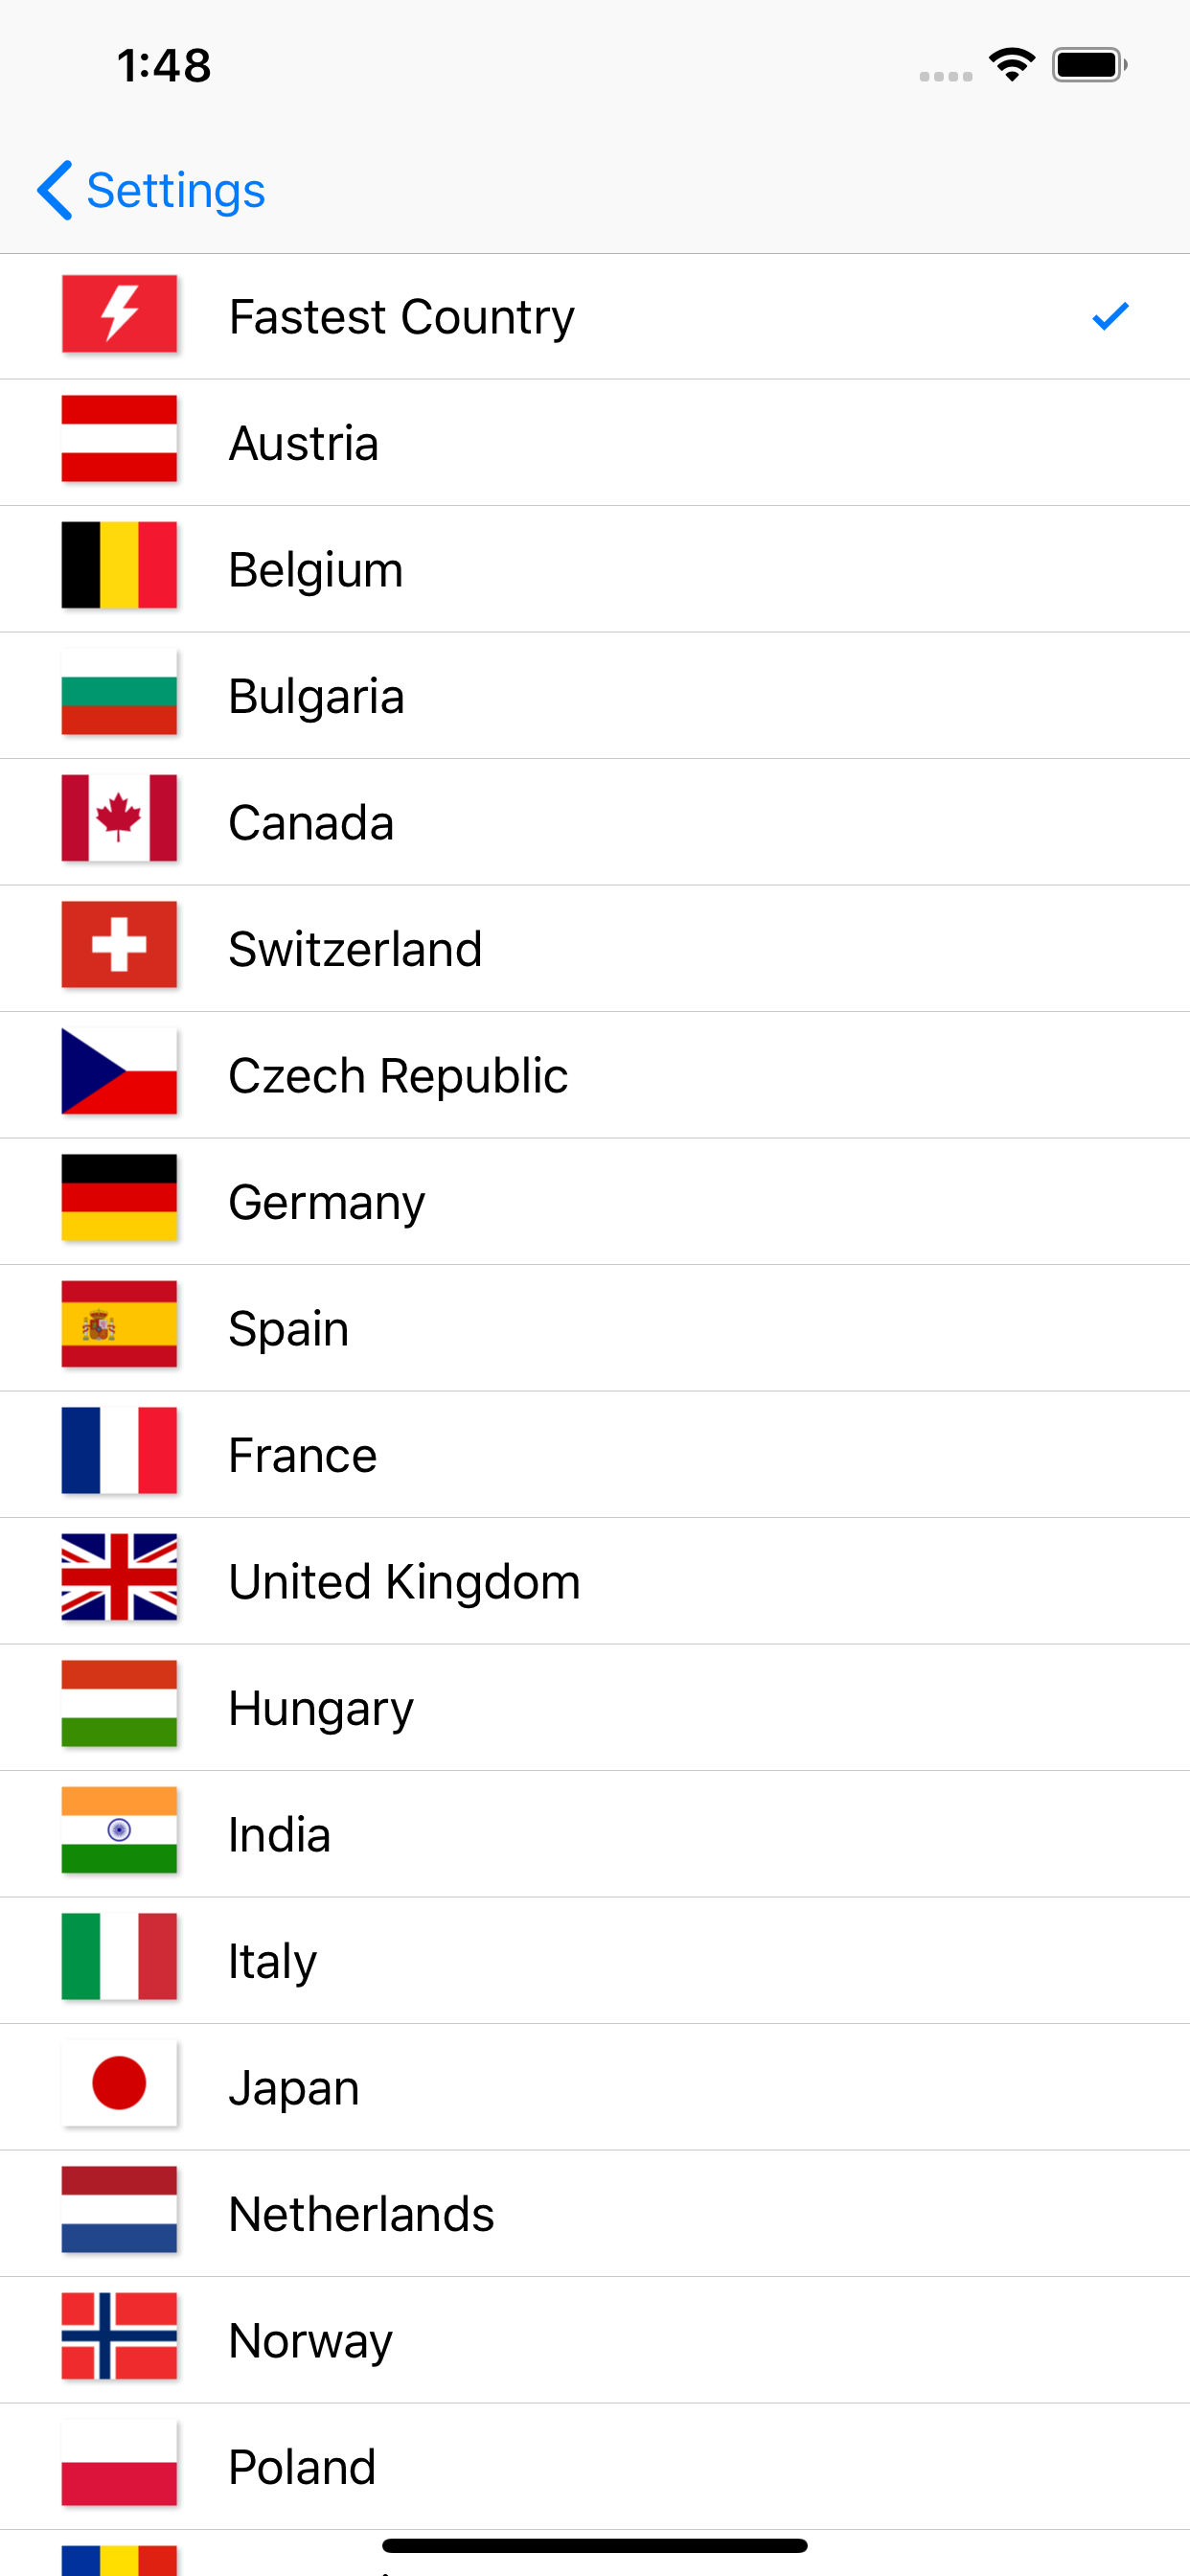 1:48
Settings
Fastest Country
Austria
Belgium
Bulgaria
Canada
Switzerland
Czech Republic
Germany
Spain
France
United Kingdom
Hungary
India
Italy
Japan
Netherlands
Norway
Poland